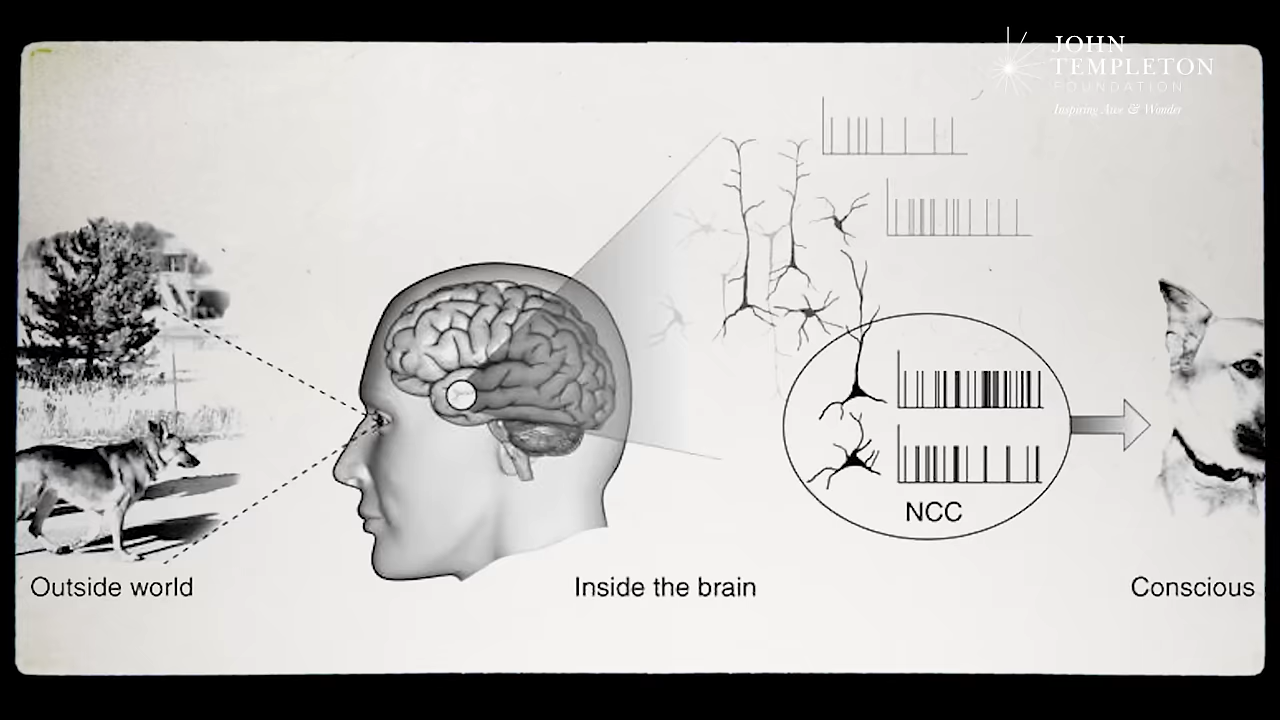 JOHN
TEMPLETON
FOUNDATION
Inspiring Awe & Wonder
NCC
Outside world
Inside the brain
Conscious